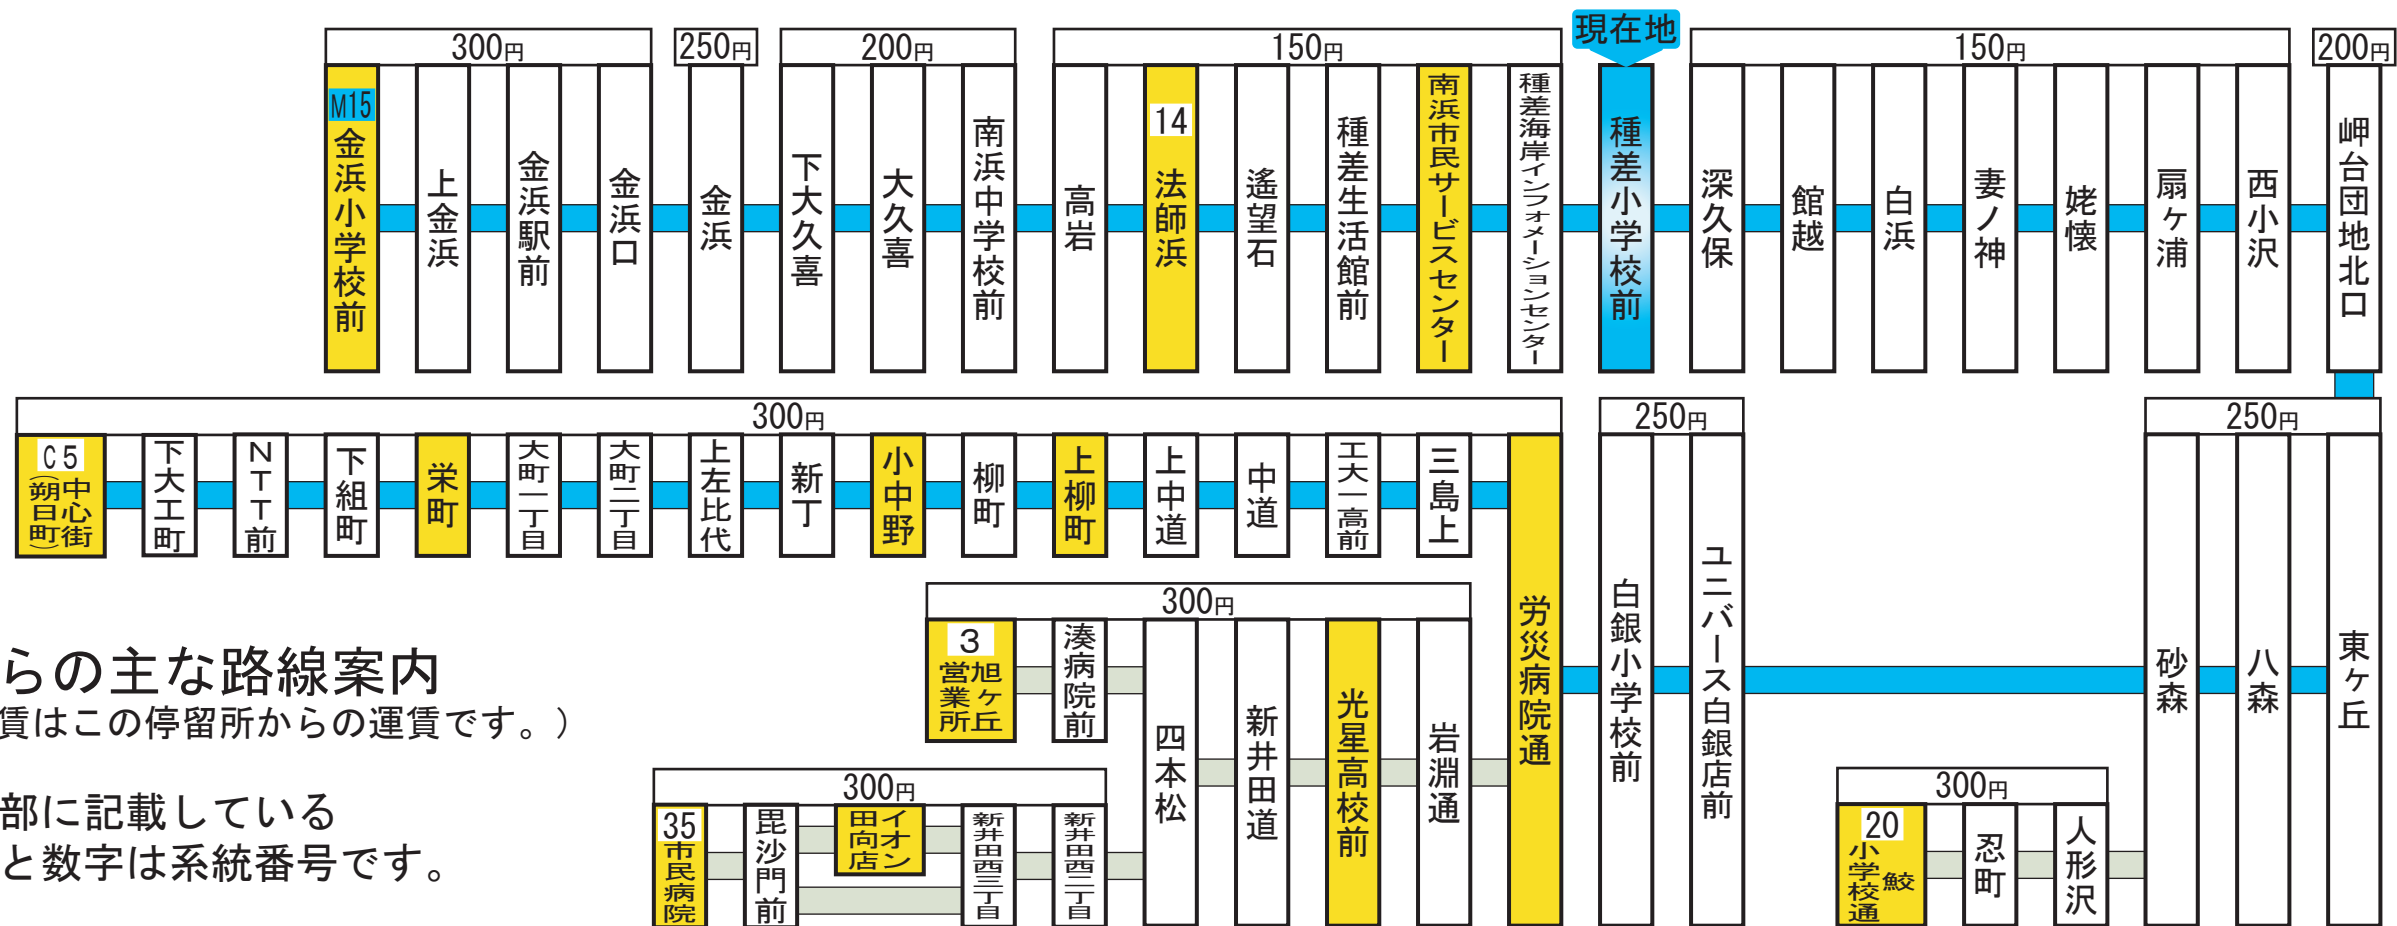 現在地
300円
250円
200円
150円
150円
200円
M15
金浜小学校前
上金浜
金浜駅前
金浜口
金浜
下大久喜
大久喜
南浜中学校前
高岩
14
法師浜
遙望石
種差生活館前
南浜市民サービスセンター
種差海岸インフォメーションセンター
種差小学校前
深久保
館越
白浜
妻ノ神
姥懐
扇ヶ浦
西小沢
岬台団地北口
300円
250円
250円
C5
中心街
(朔日町)
下大工町
NTT前
下組町
栄町
大町一丁目
大町二丁目
上左比代
新丁
小中野
柳町
上柳町
上中道
中道
工大一高前
三島上
労災病院通
白銀小学校前
ユニバース白銀店前
砂森
八森
東ヶ丘
300円
3
旭ヶ丘
営業所
湊病院前
四本松
新井田道
光星高校前
岩淵通
らの主な路線案内
賃はこの停留所からの運賃です。）
部に記載している
と数字は系統番号です。
300円
35
市民病院
毘沙門前
イオン
田向店
新井田西三丁目
新井田西二丁目
300円
20
鮫
小学校通
忍町
人形沢